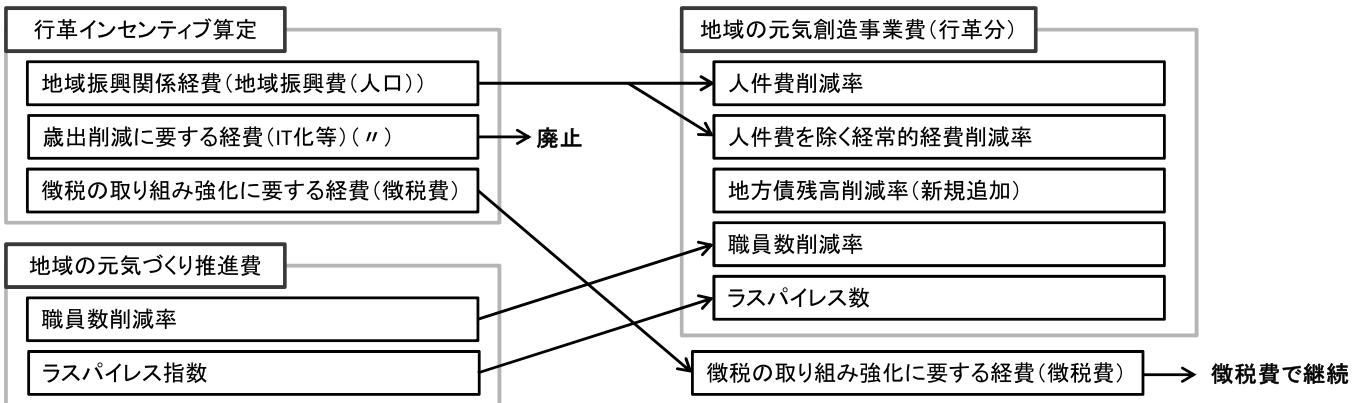 行革インセンティブ算定
地域振興関係経費(地域振興費(人口))
歳出削減に要する経費(IT化等)(〃)
廃止
徴税の取り組み強化に要する経費(徴税費)
地域の元気づくり推進費
職員数削減率
ラスパイレス指数
地域の元気創造事業費(行革分)
人件費削減率
人件費を除く経常的経費削減率
地方債残高削減率(新規追加)
職員数削減率
ラスパイレス数
徴税の取り組み強化に要する経費(徴税費)
徴税費で継続